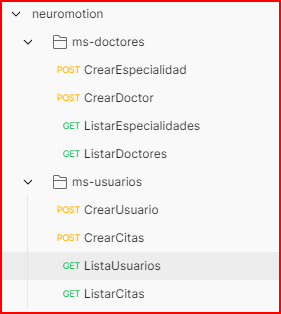 neuromotion
ms-doctores
POST CrearEspecialidad
POST CrearDoctor
GET ListarEspecialidades
GET ListarDoctores
ms-usuarios
POST CrearUsuario
POST CrearCitas
GET ListaUsuarios
GET ListarCitas